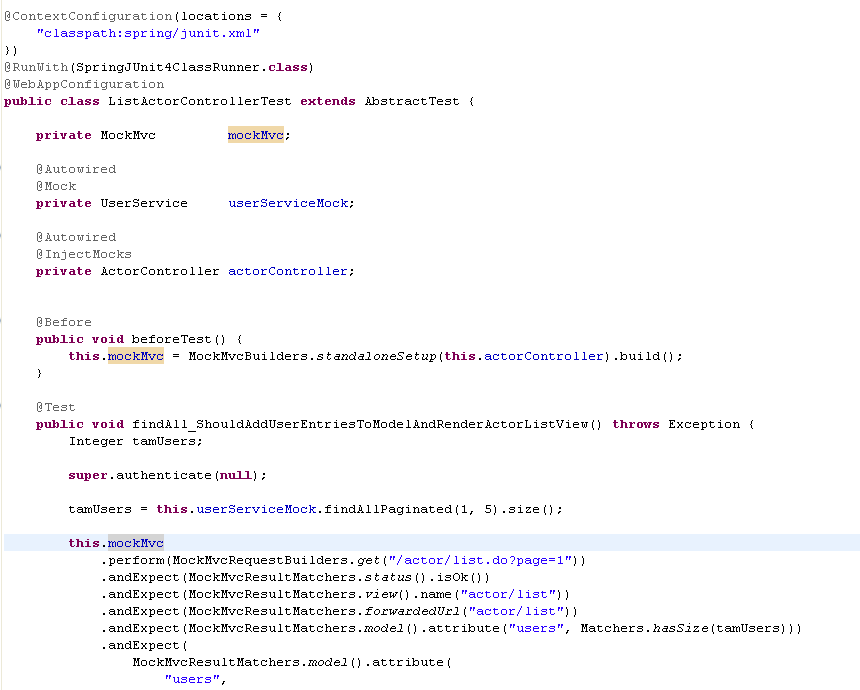 @ContextConfiguration(locations = {
    "classpath:spring/junit.xml"
})
@RunWith(SpringJUnit4ClassRunner.class)
@WebAppConfiguration
public class ListActorControllerTest extends AbstractTest {
    private MockMvc         mockMvc;
    @Autowired
    @Mock
    private UserService     userServiceMock;
    @Autowired
    @InjectMocks
    private ActorController actorController;
    @Before
    public void beforeTest() {
        this.mockMvc = MockMvcBuilders.standaloneSetup(this.actorController).build();
    }
    @Test
    public void findAll_ShouldAddUserEntriesToModelAndRenderActorListView() throws Exception {
        Integer tamUsers;
        super.authenticate(null);
        tamUsers = this.userServiceMock.findAllPaginated(1, 5).size();
        this.mockMvc
            .perform(MockMvcRequestBuilders.get("/actor/list.do?page=1"))
            .andExpect(MockMvcResultMatchers.status().isOk())
            .andExpect(MockMvcResultMatchers.view().name("actor/list"))
            .andExpect(MockMvcResultMatchers.forwardedUrl("actor/list"))
            .andExpect(MockMvcResultMatchers.model().attribute("users", Matchers.hasSize(tamUsers)))
            .andExpect(
                MockMvcResultMatchers.model().attribute(
                    "users",